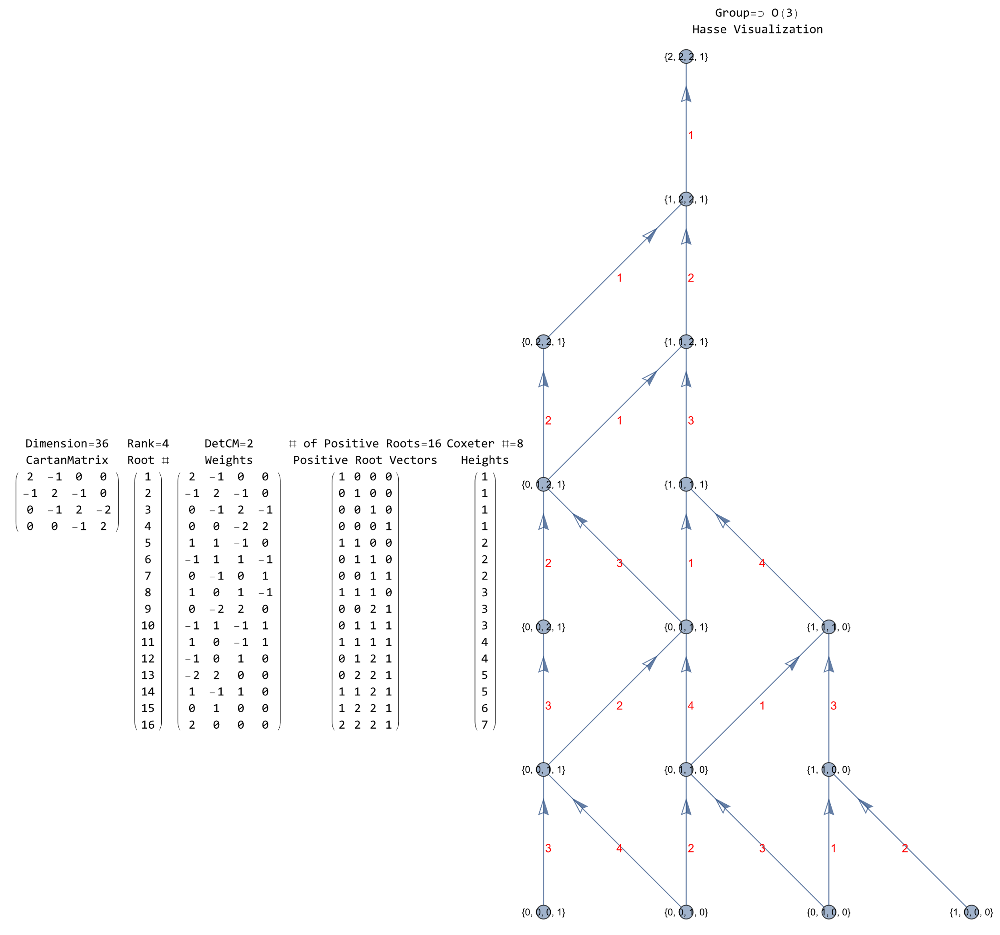 Group=⊃ O(3)
Hasse Visualization
{2, 2, 2, 1}
1
{1, 2, 2, 1}
1 2
{0, 2, 2, 1} {1, 1, 2, 1}
2 1 3
Dimension=36 Rank=4 DetCM=2 # of Positive Roots=16 Coxeter #=8
CartanMatrix Root # Weights Positive Root Vectors Heights
2 -1 0 0 1 2 -1 0 0 1 0 0 0 1
-1 2 -1 0 2 -1 2 -1 0 0 1 0 0 1
0 -1 2 -2 3 0 -1 2 -1 0 0 1 0 1
0 0 -1 2 4 0 0 -2 2 0 0 0 1 1
5 1 1 -1 0 1 1 0 0 2
6 -1 1 1 -1 0 1 1 0 2
7 0 -1 0 1 0 0 1 1 2
8 1 0 1 -1 1 1 1 0 3
9 0 -2 2 0 0 0 2 1 3
10 -1 1 -1 1 0 1 1 1 3
11 1 0 -1 1 1 1 1 1 4
12 -1 0 1 0 0 1 2 1 4
13 -2 2 0 0 0 2 2 1 5
14 1 -1 1 0 1 1 2 1 5
15 0 1 0 0 1 2 2 1 6
16 2 0 0 0 2 2 2 1 7
{0, 1, 2, 1} {1, 1, 1, 1}
2 3 1 4
{0, 0, 2, 1} {0, 1, 1, 1} {1, 1, 1, 0}
3 2 4 1 3
{0, 0, 1, 1} {0, 1, 1, 0} {1, 1, 0, 0}
3 4 2 3 1 2
{0, 0, 0, 1} {0, 0, 1, 0} {0, 1, 0, 0} {1, 0, 0, 0}